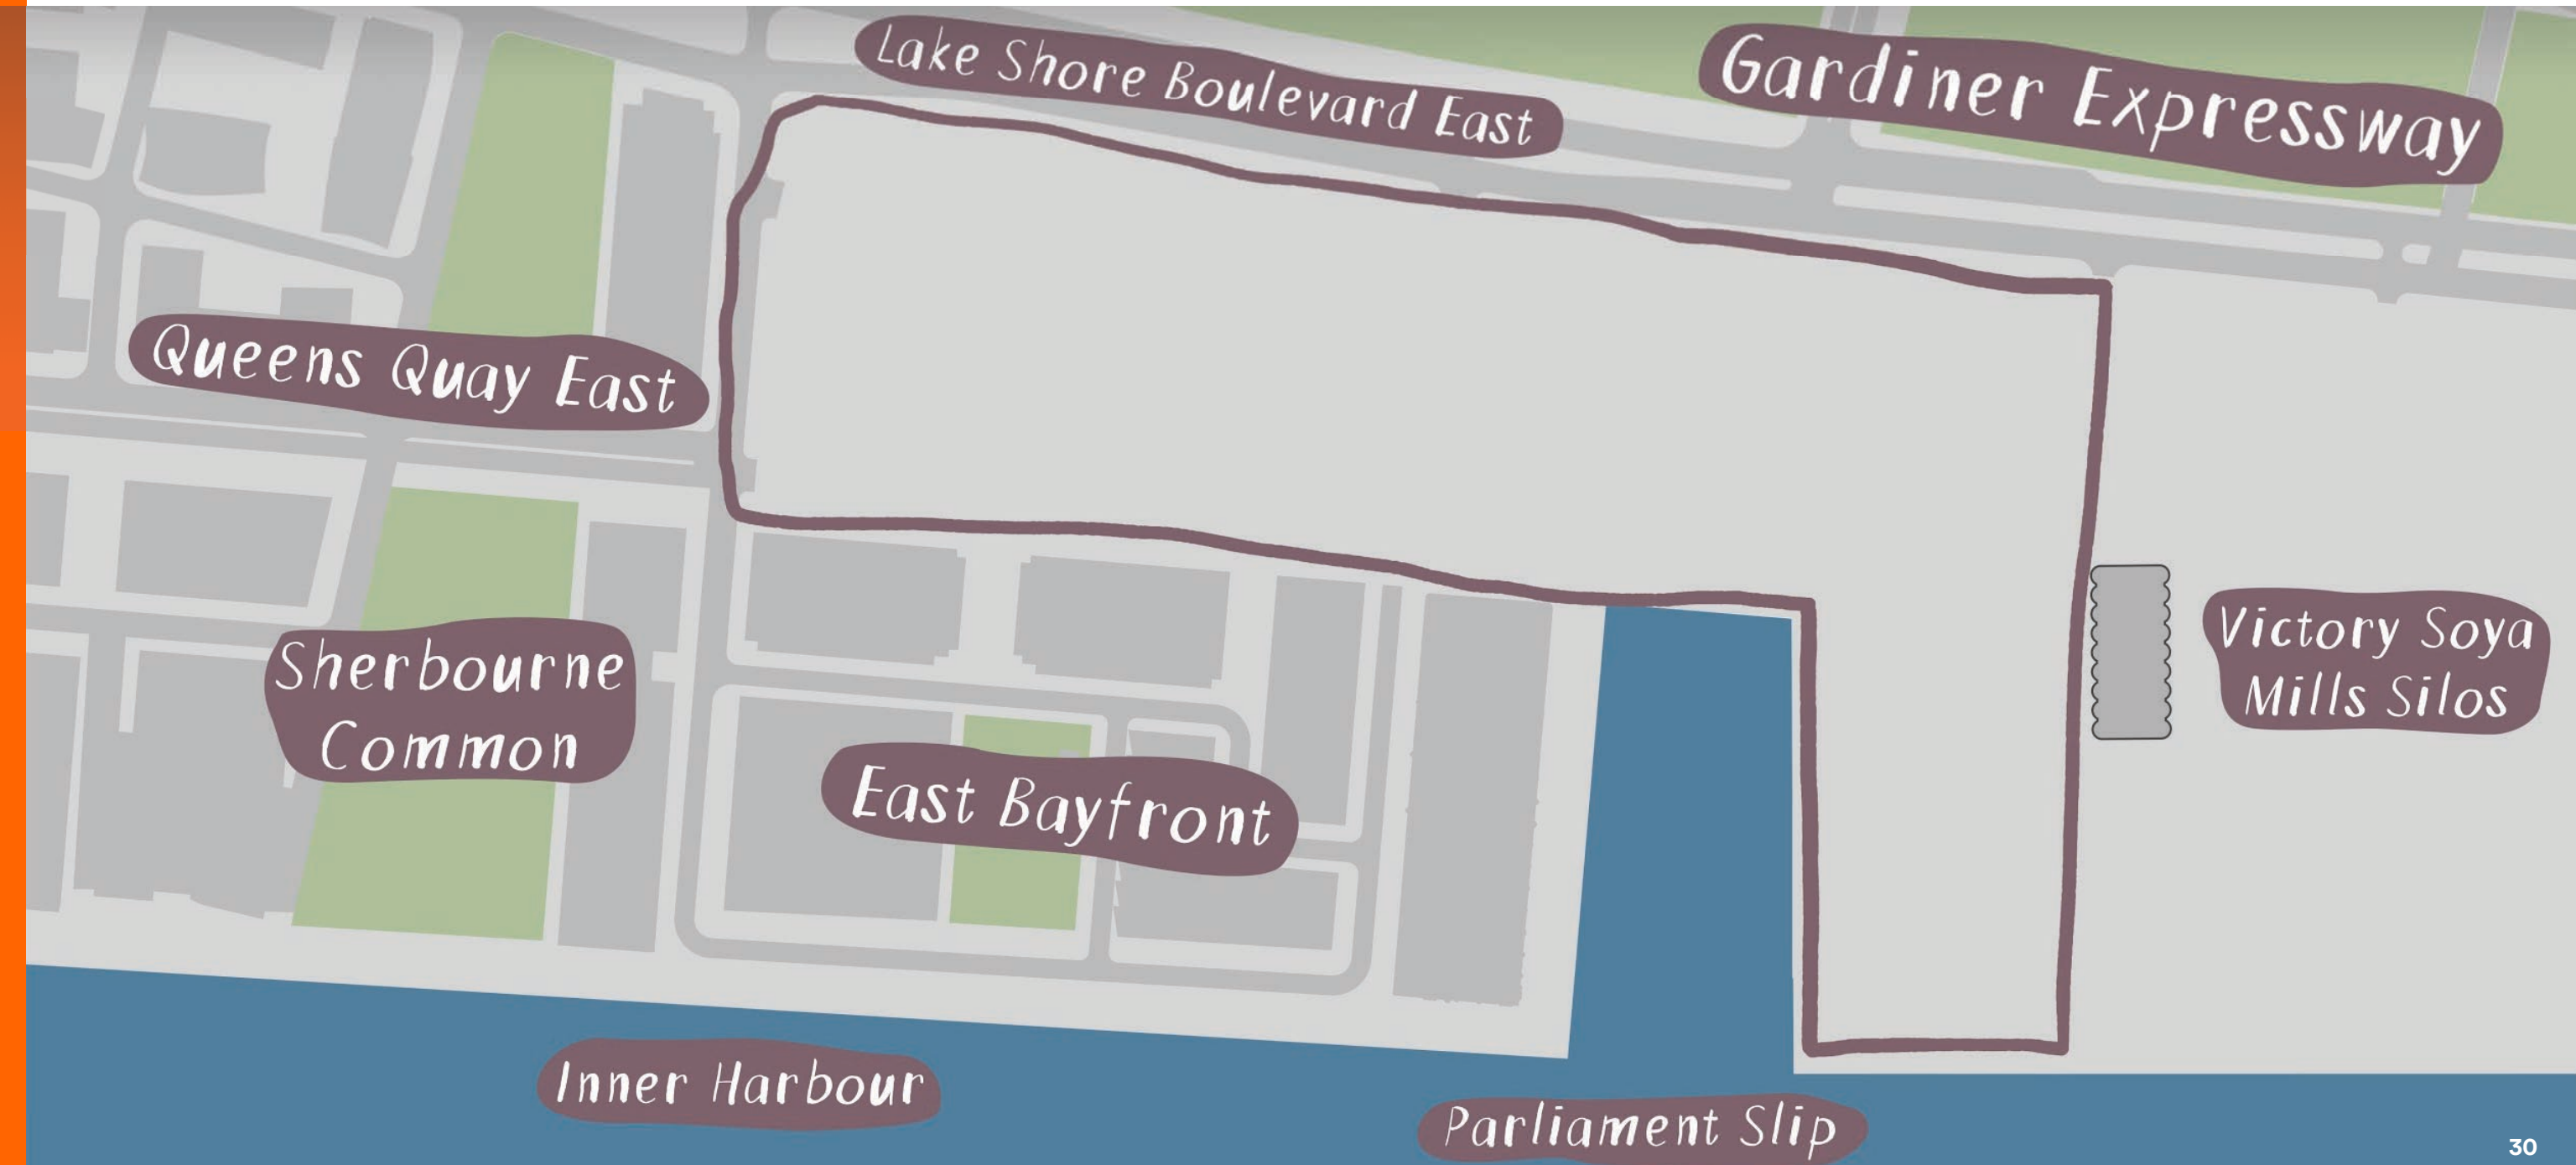 Lake Shore Boulevard East
Gardiner Expressway
Queens Quay East
Sherbourne
Common
East Bayfront
Victory Soya
Mills Silos
Inner Harbour
Parliament Slip
30